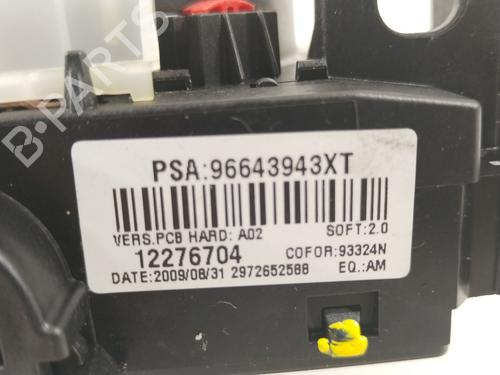 B-PARTS
PSA:96643943XT
VERS.PCB HARD: A02 SOFT:2.0
12276704 COFOR:93324N
DATE:2009/08/31 2972652588 EQ.:AM